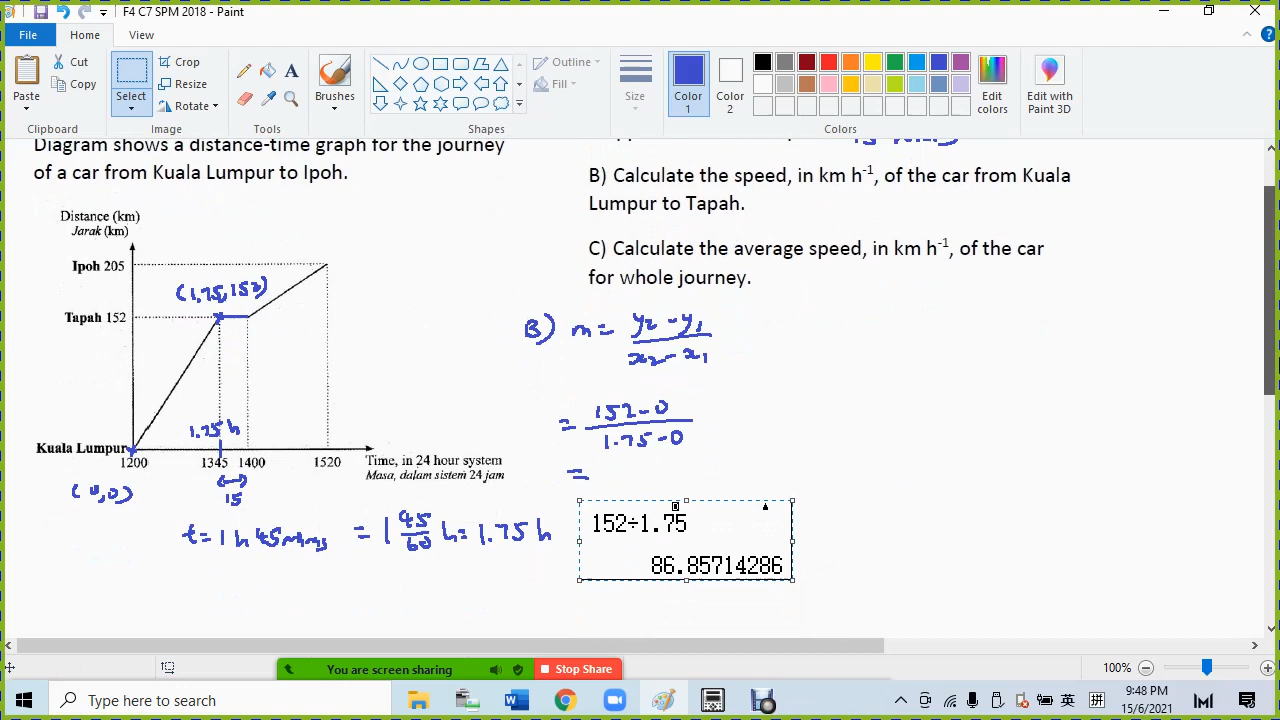 F4 C7 SPM 2018 - Paint
File
Home
View
Paste
Cut
Copy
Clipboard
Select
Crop
Resize
Rotate
Image
Tools
Brushes
Shapes
Outline
Fill
Size
Color 1
Color 2
Edit colors
Colors
Edit with Paint 3D
Diagram shows a distance-time graph for the journey
of a car from Kuala Lumpur to Ipoh.
Distance (km)
Jarak (km)
Ipoh 205
(1.75, 152)
Tapah 152
1.75 h
Kuala Lumpur
1200
1345
1400
1520
Time, in 24 hour system
Masa, dalam sistem 24 jam
(0,0)
15
t = 1 h 45 mins = 1 45/60 h = 1.75 h
B) Calculate the speed, in km h-1, of the car from Kuala
Lumpur to Tapah.
C) Calculate the average speed, in km h-1, of the car
for whole journey.
B) m = y2 - y1
x2 - x1
= 152 - 0
1.75 - 0
=
152÷1.75
86.85714286
100%
You are screen sharing
Stop Share
Type here to search
英
拼
9:48 PM
15/6/2021